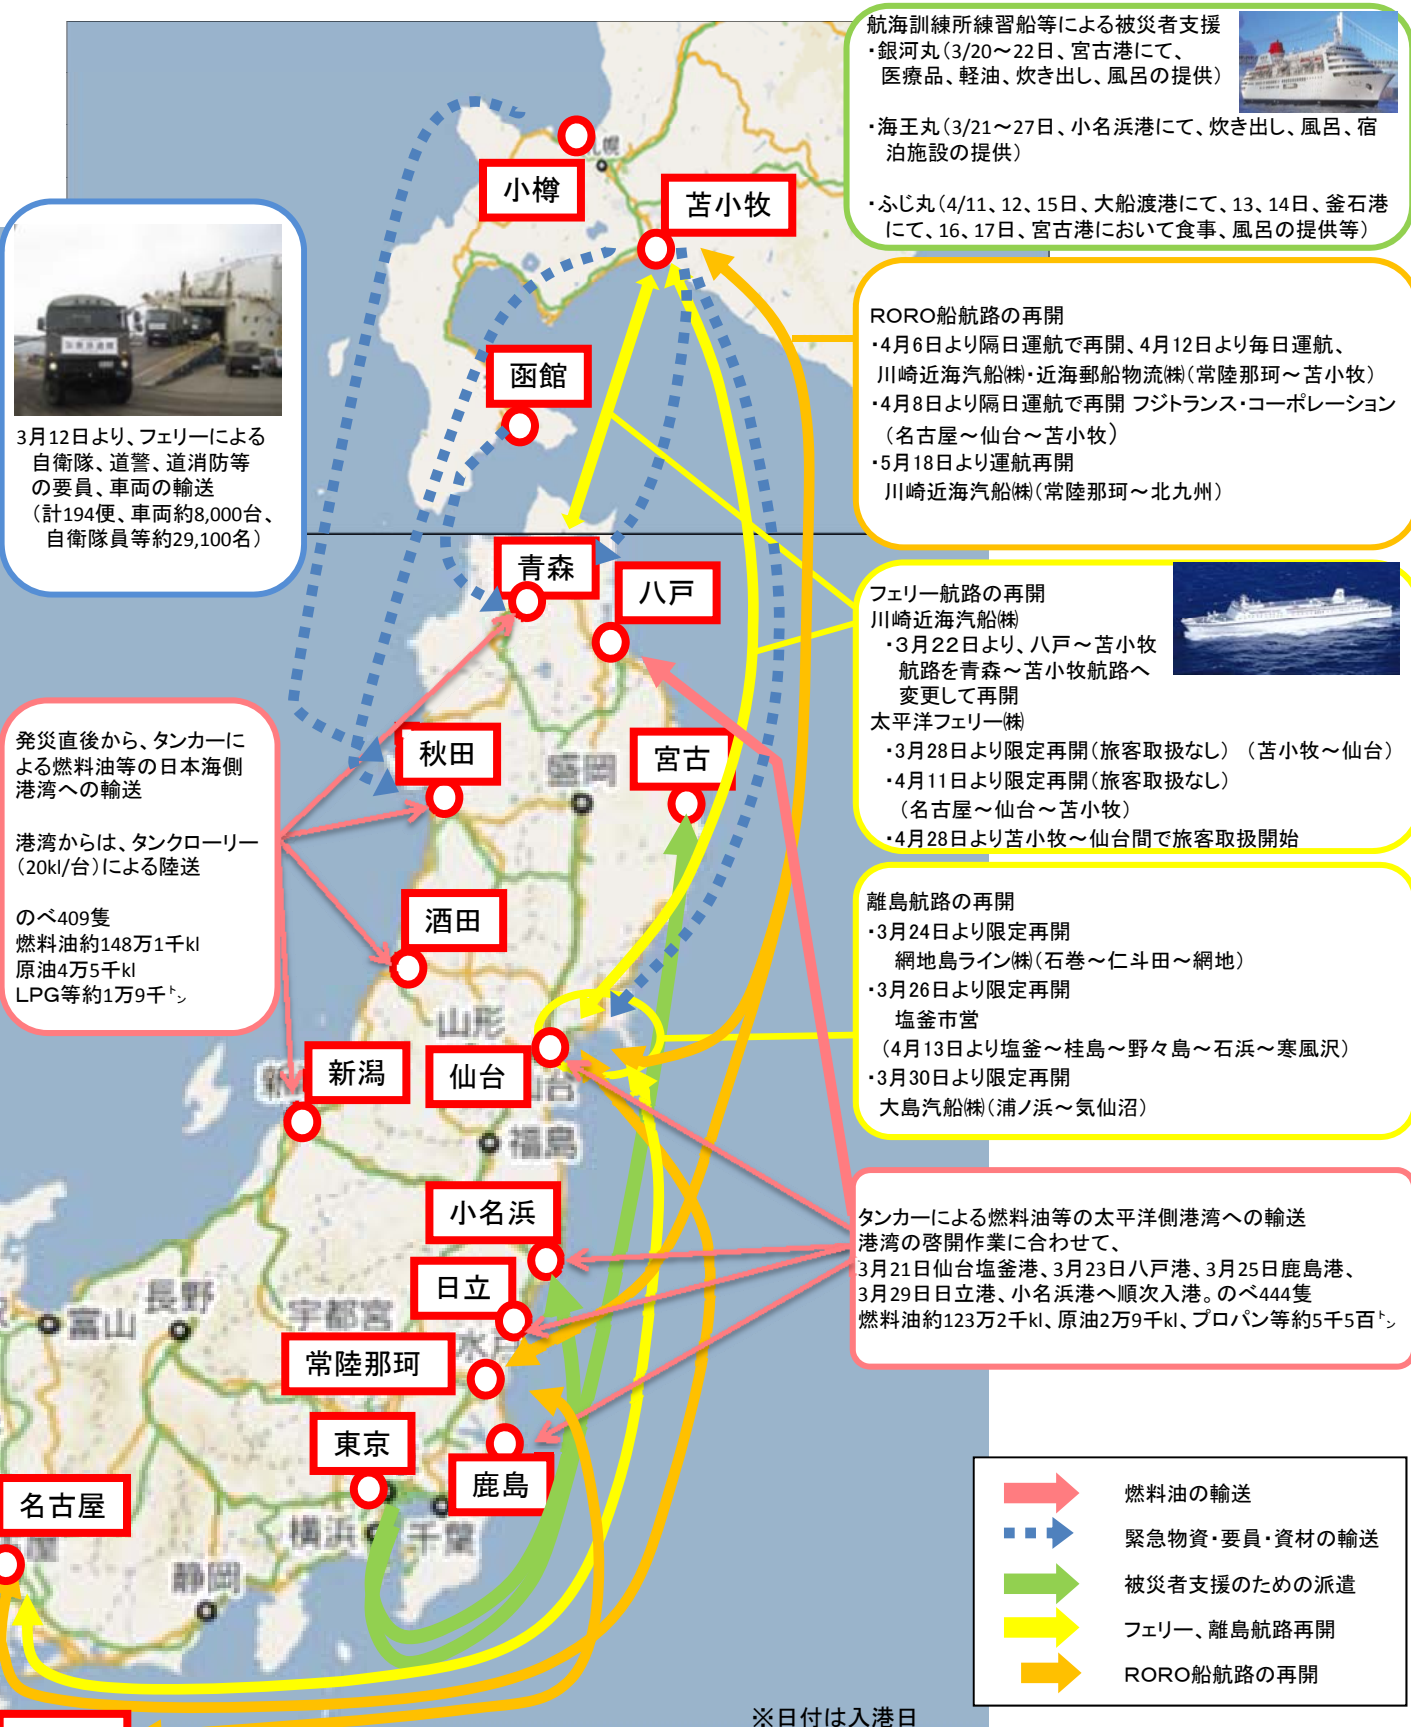 航海訓練所練習船等による被災者支援
・銀河丸(3/20～22日、宮古港にて、
医療品、軽油、炊き出し、風呂の提供)
・海王丸(3/21～27日、小名浜港にて、炊き出し、風呂、宿
泊施設の提供)
・ふじ丸(4/11、12、15日、大船渡港にて、13、14日、釜石港
にて、16、17日、宮古港において食事、風呂の提供等)
小樽
札幌
苫小牧
函館
3月12日より、フェリーによる
自衛隊、道警、道消防等
の要員、車両の輸送
(計194便、車両約8,000台、
自衛隊員等約29,100名)
RORO船航路の再開
・4月6日より隔日運航で再開、4月12日より毎日運航、
川崎近海汽船㈱・近海郵船物流㈱(常陸那珂～苫小牧)
・4月8日より隔日運航で再開 フジトランス・コーポレーション
(名古屋～仙台～苫小牧)
・5月18日より運航再開
川崎近海汽船㈱(常陸那珂～北九州)
青森
八戸
フェリー航路の再開
川崎近海汽船㈱
・3月22日より、八戸～苫小牧
航路を青森～苫小牧航路へ
変更して再開
太平洋フェリー㈱
・3月28日より限定再開(旅客取扱なし) (苫小牧～仙台)
・4月11日より限定再開(旅客取扱なし)
(名古屋～仙台～苫小牧)
・4月28日より苫小牧～仙台間で旅客取扱開始
発災直後から、タンカーに
よる燃料油等の日本海側
港湾への輸送
港湾からは、タンクローリー
(20kl/台)による陸送
のべ409隻
燃料油約148万1千kl
原油4万5千kl
LPG等約1万9千㌧
秋田
盛岡
宮古
酒田
離島航路の再開
・3月24日より限定再開
網地島ライン㈱(石巻～仁斗田～網地)
・3月26日より限定再開
塩釜市営
(4月13日より塩釜～桂島～野々島～石浜～寒風沢)
・3月30日より限定再開
大島汽船㈱(浦ノ浜～気仙沼)
山形
新潟
仙台
福島
小名浜
日立
タンカーによる燃料油等の太平洋側港湾への輸送
港湾の啓開作業に合わせて、
3月21日仙台塩釜港、3月23日八戸港、3月25日鹿島港、
3月29日日立港、小名浜港へ順次入港。のべ444隻
燃料油約123万2千kl、原油2万9千kl、プロパン等約5千5百㌧
富山
長野
宇都宮
水戸
常陸那珂
東京
鹿島
名古屋
横浜
千葉
静岡
燃料油の輸送
緊急物資・要員・資材の輸送
被災者支援のための派遣
フェリー、離島航路再開
RORO船航路の再開
※日付は入港日